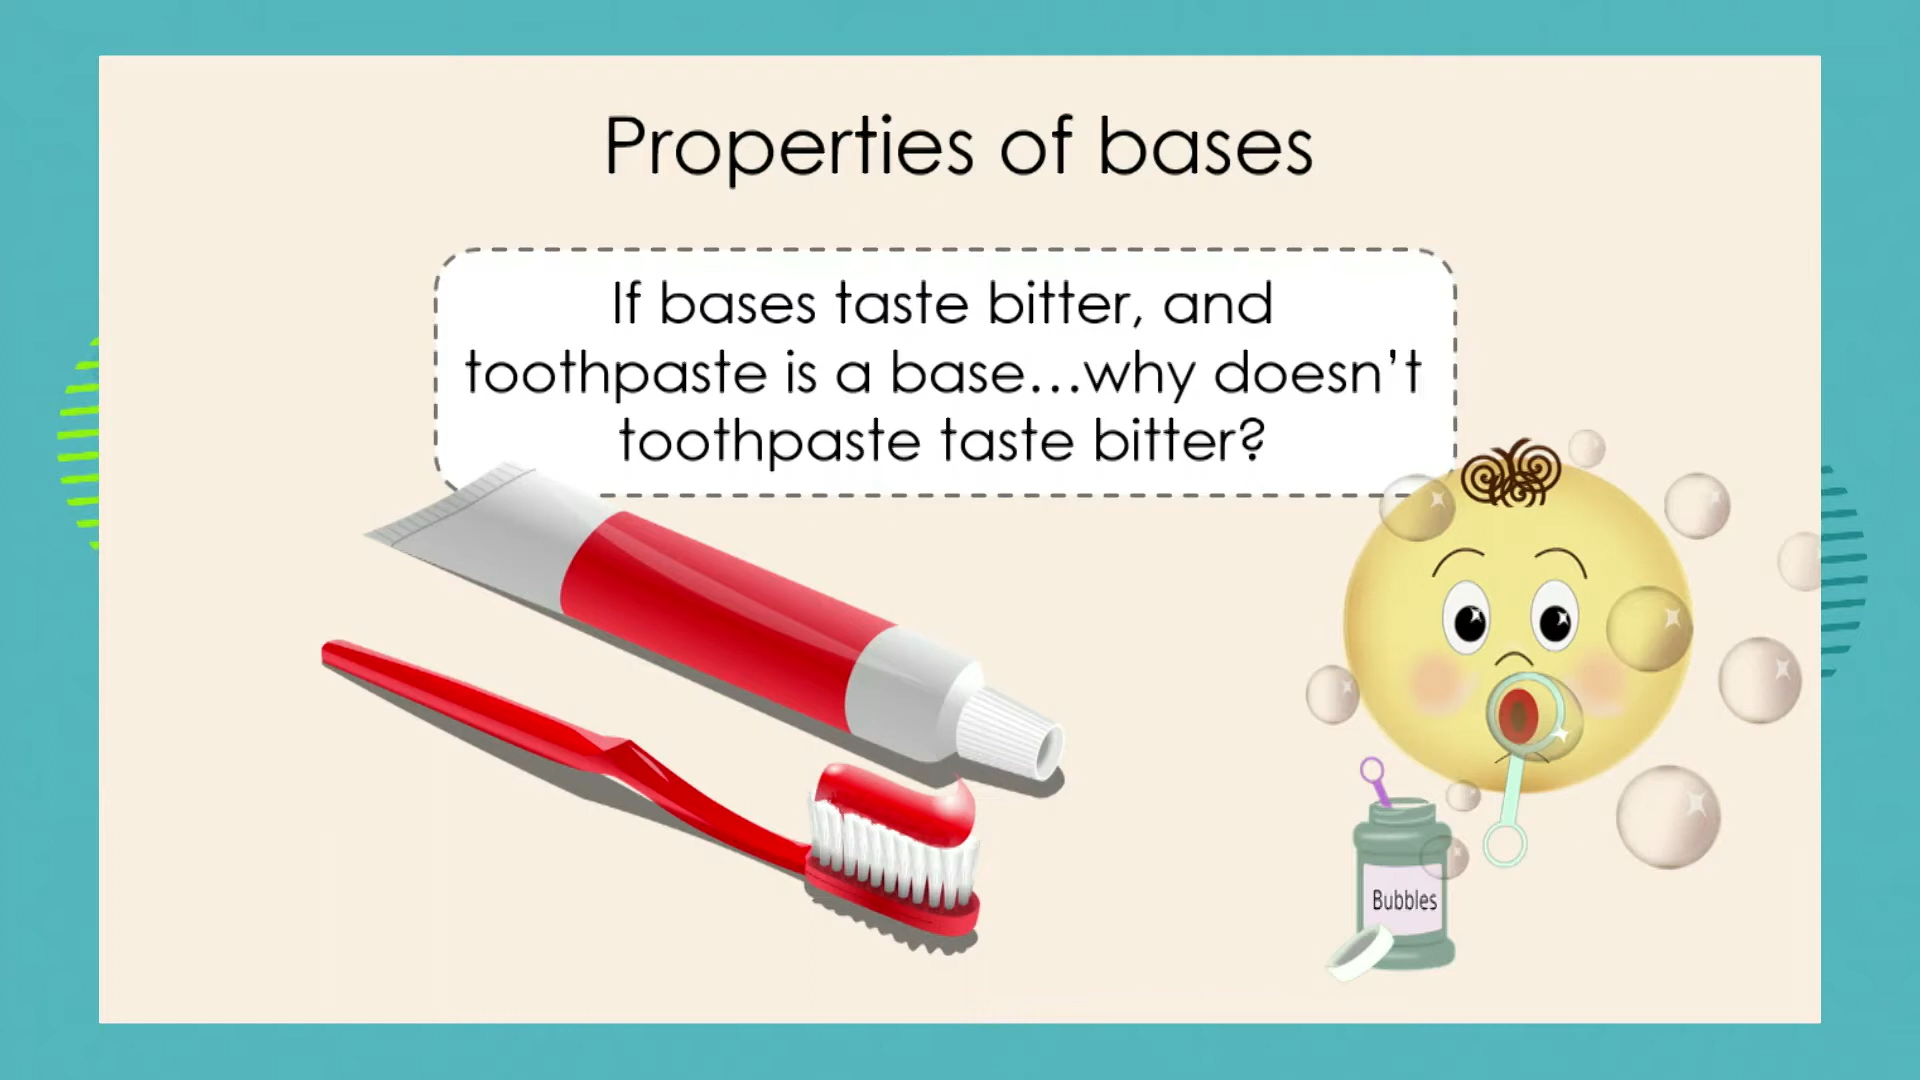 Properties of bases
If bases taste bitter, and
toothpaste is a base...why doesn’t
toothpaste taste bitter?
Bubbles